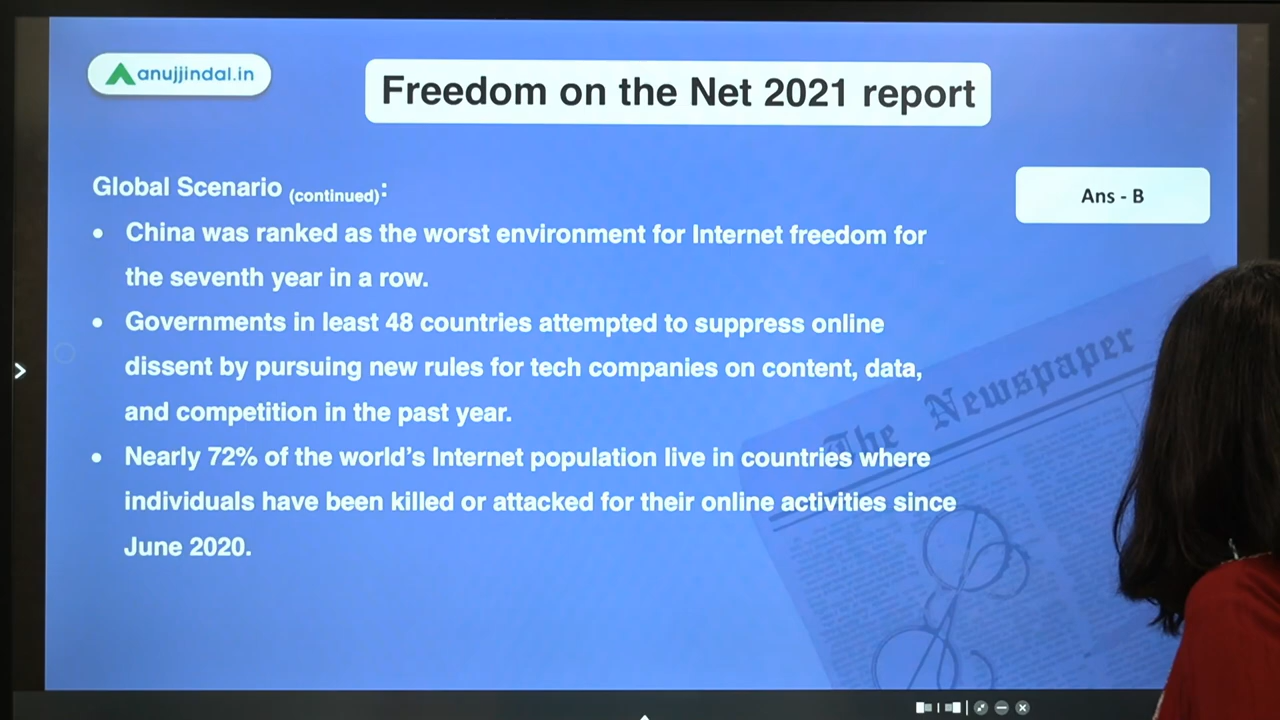 anujjindal.in
Freedom on the Net 2021 report
Global Scenario (continued):
Ans - B
• China was ranked as the worst environment for Internet freedom for
the seventh year in a row.
• Governments in least 48 countries attempted to suppress online
dissent by pursuing new rules for tech companies on content, data,
and competition in the past year.
• Nearly 72% of the world's Internet population live in countries where
individuals have been killed or attacked for their online activities since
June 2020.
The Newspaper